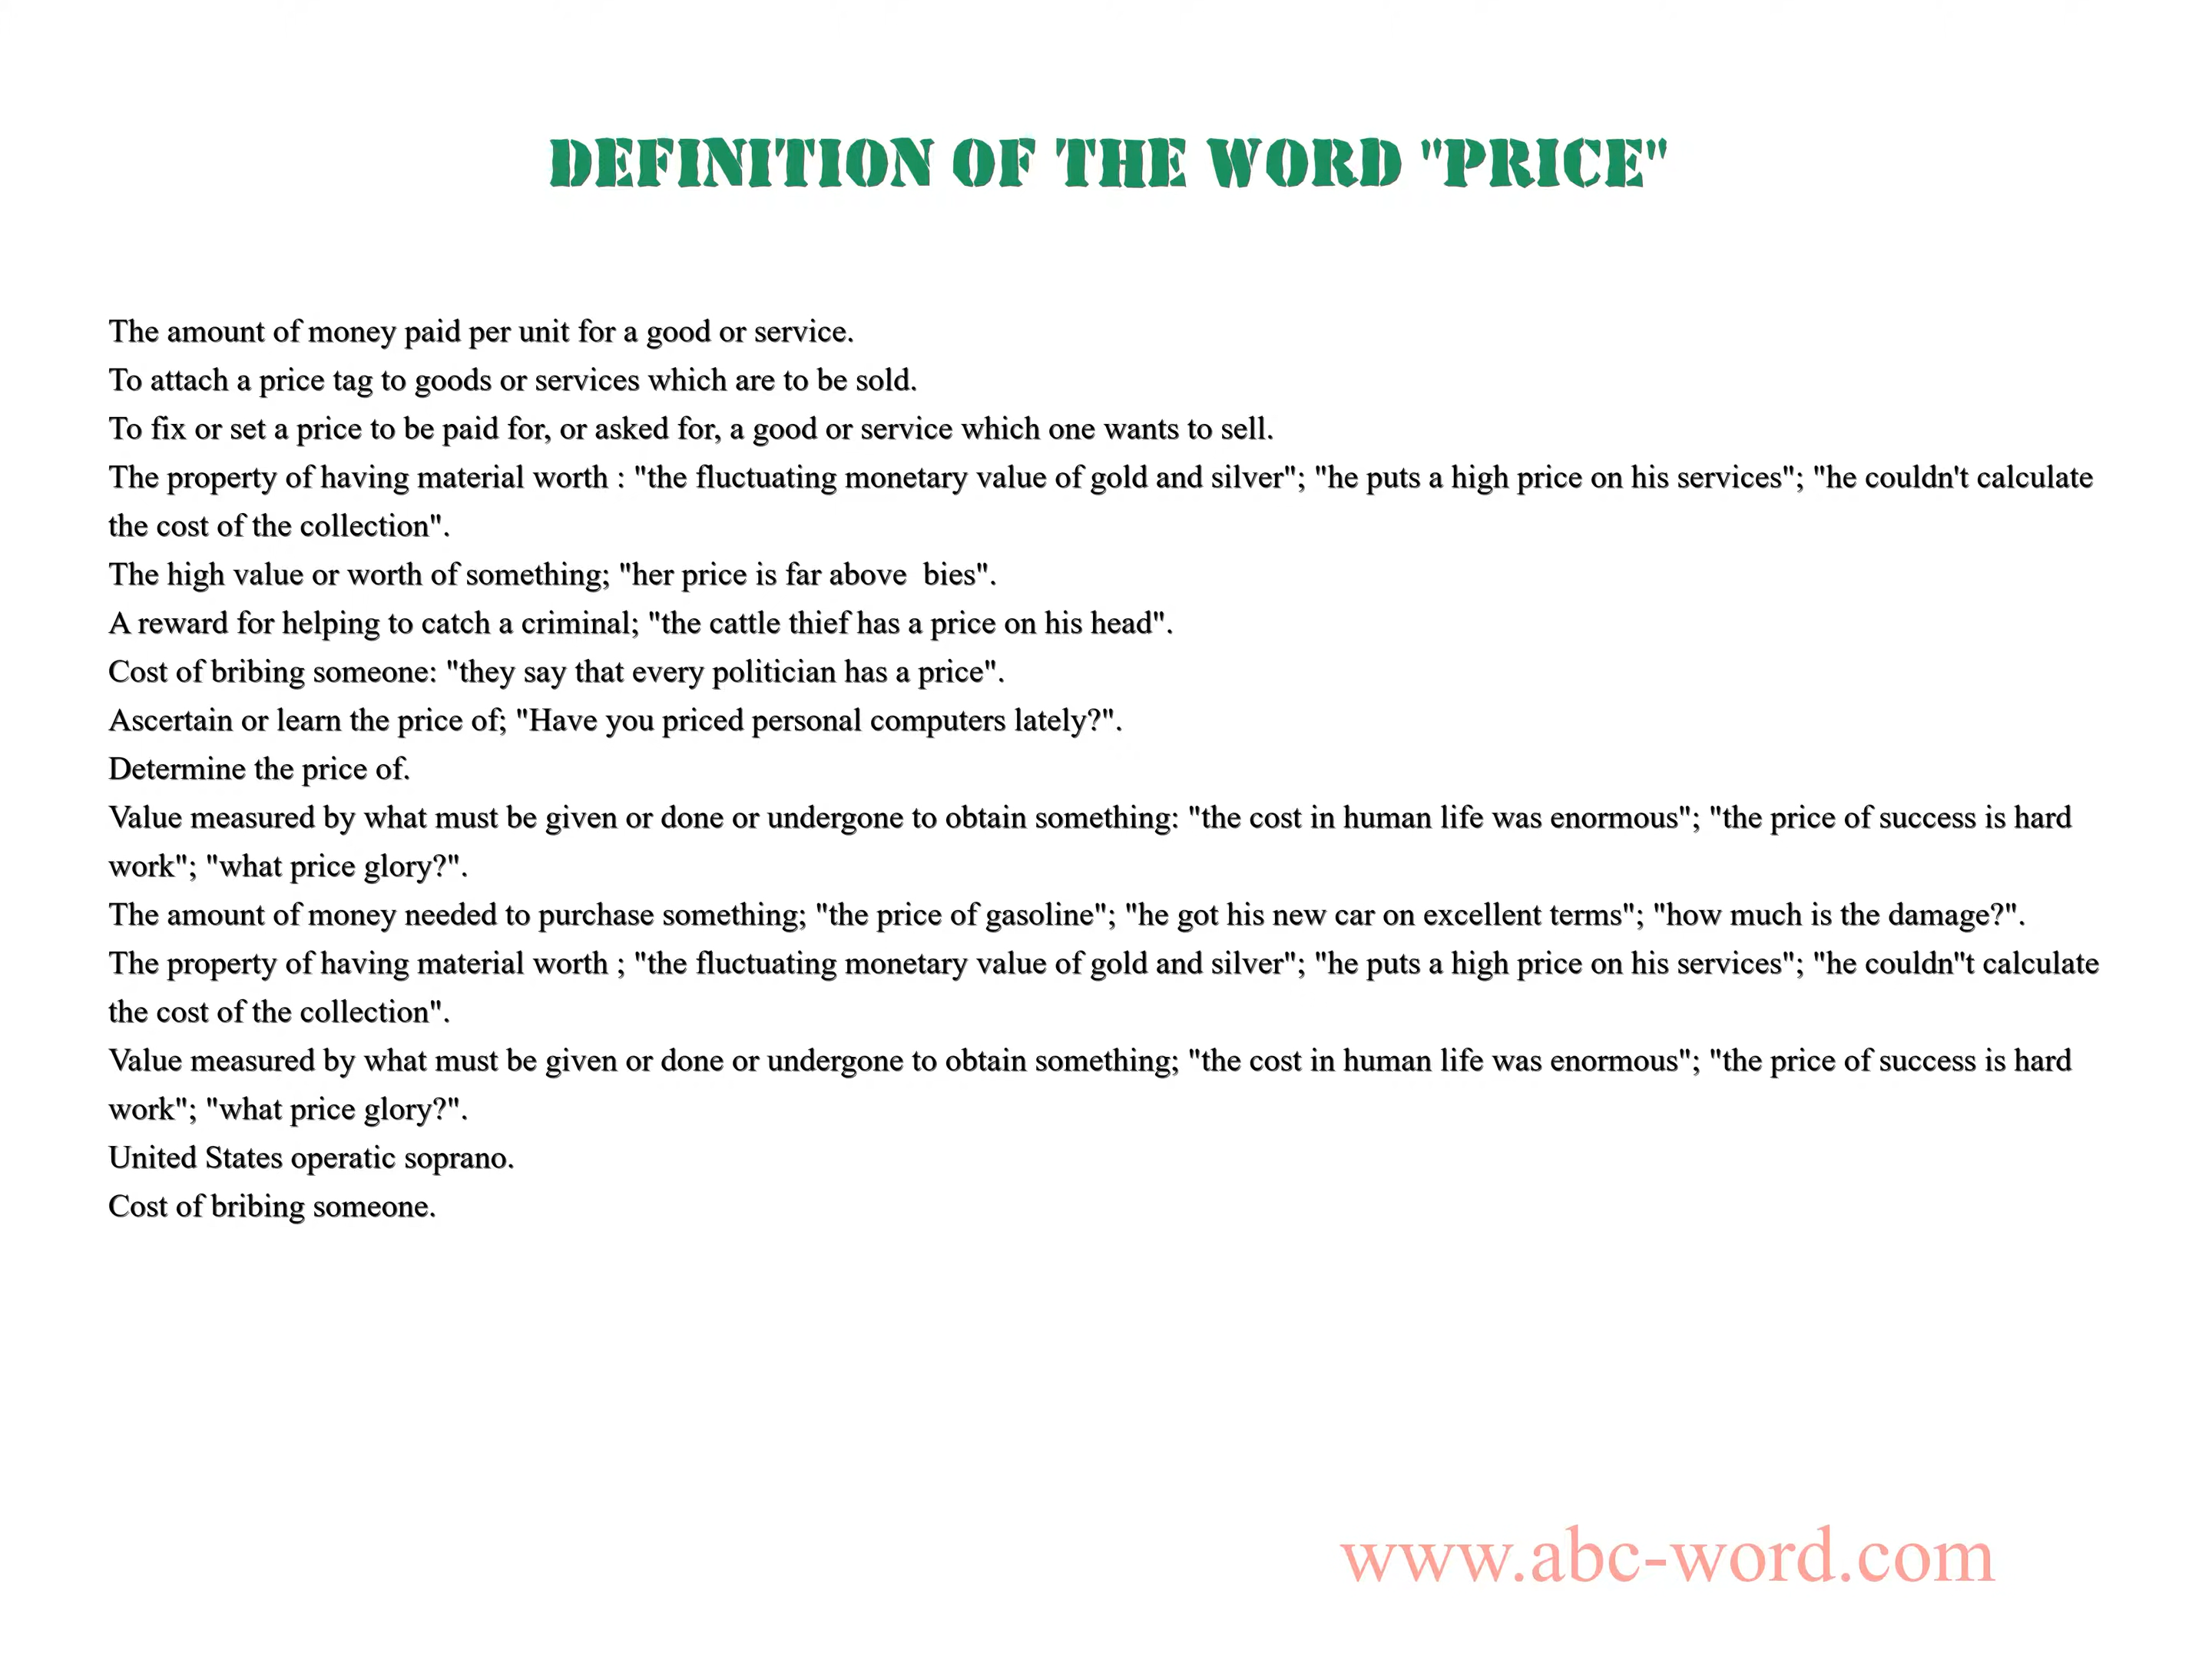 DEFINITION OF THE WORD "PRICE"
The amount of money paid per unit for a good or service.
To attach a price tag to goods or services which are to be sold.
To fix or set a price to be paid for, or asked for, a good or service which one wants to sell.
The property of having material worth : "the fluctuating monetary value of gold and silver"; "he puts a high price on his services"; "he couldn't calculate
the cost of the collection".
The high value or worth of something; "her price is far above  bies".
A reward for helping to catch a criminal; "the cattle thief has a price on his head".
Cost of bribing someone: "they say that every politician has a price".
Ascertain or learn the price of; "Have you priced personal computers lately?".
Determine the price of.
Value measured by what must be given or done or undergone to obtain something: "the cost in human life was enormous"; "the price of success is hard
work"; "what price glory?".
The amount of money needed to purchase something; "the price of gasoline"; "he got his new car on excellent terms"; "how much is the damage?".
The property of having material worth ; "the fluctuating monetary value of gold and silver"; "he puts a high price on his services"; "he couldn"t calculate
the cost of the collection".
Value measured by what must be given or done or undergone to obtain something; "the cost in human life was enormous"; "the price of success is hard
work"; "what price glory?".
United States operatic soprano.
Cost of bribing someone.
www.abc-word.com